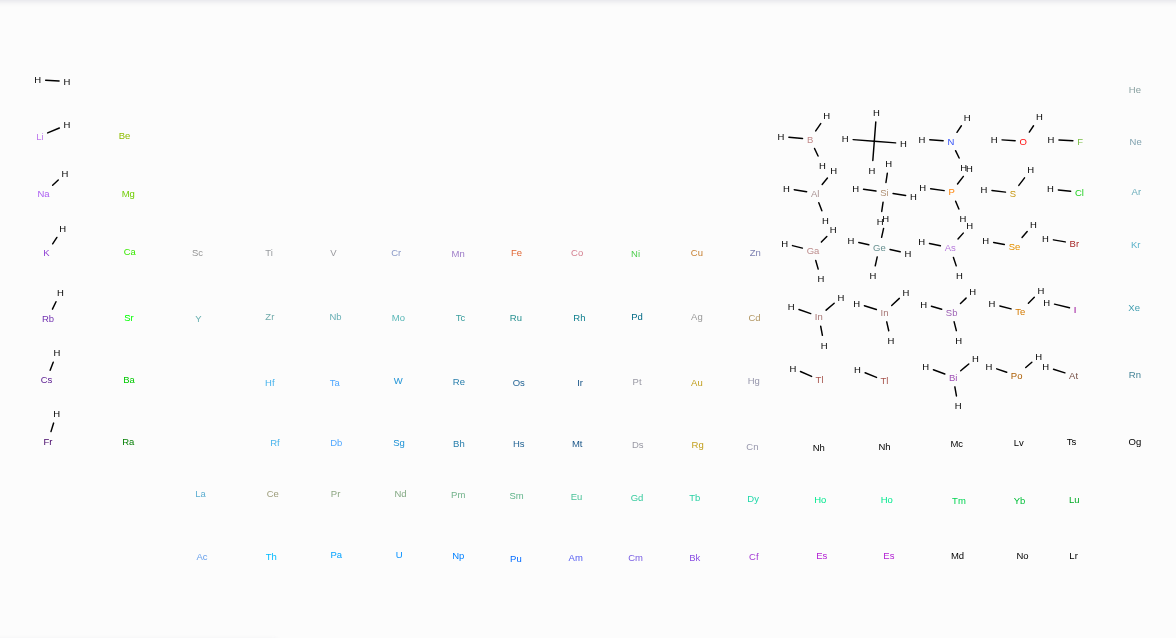 H H He
Li H Be H B H H H H H H H N H H H O H H F Ne
Na H Mg H Al H H H Si H H H H P H H H S H H Cl Ar
K H Ca Sc Ti V Cr Mn Fe Co Ni Cu Zn H Ga H H H Ge H H H H As H H H Se H H Br Kr
Rb H Sr Y Zr Nb Mo Tc Ru Rh Pd Ag Cd H In H H H In H H H Sb H H H Te H H I Xe
Cs H Ba Hf Ta W Re Os Ir Pt Au Hg H Tl H Tl H Bi H H H Po H H At Rn
Fr H Ra Rf Db Sg Bh Hs Mt Ds Rg Cn Nh Nh Mc Lv Ts Og
La Ce Pr Nd Pm Sm Eu Gd Tb Dy Ho Ho Tm Yb Lu
Ac Th Pa U Np Pu Am Cm Bk Cf Es Es Md No Lr